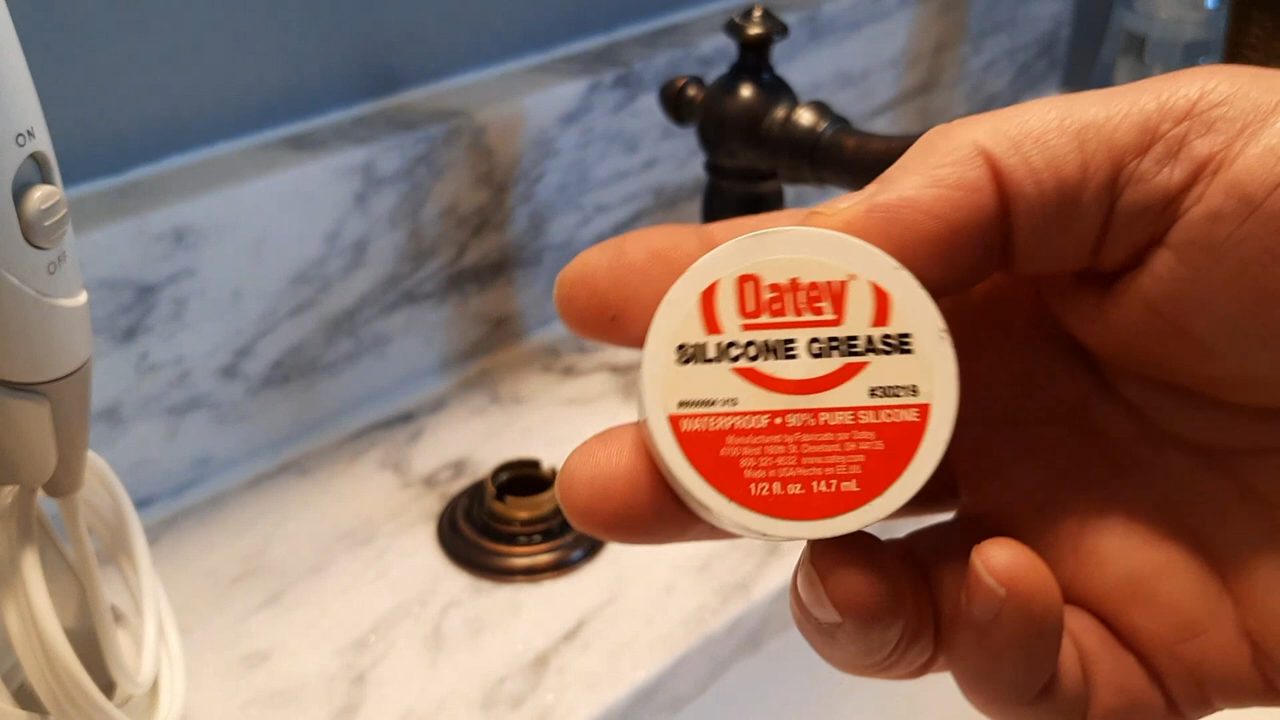 ON
OFF
Oatey
SILICONE GREASE
#30219
WATERPROOF • 90% PURE SILICONE
Manufactured by/Fabricado por Oatey
4700 West 160th St. Cleveland, OH 44135
800-321-9532 www.oatey.com
Made in USA/Hecho en EE.UU.
1/2 fl. oz. 14.7 mL